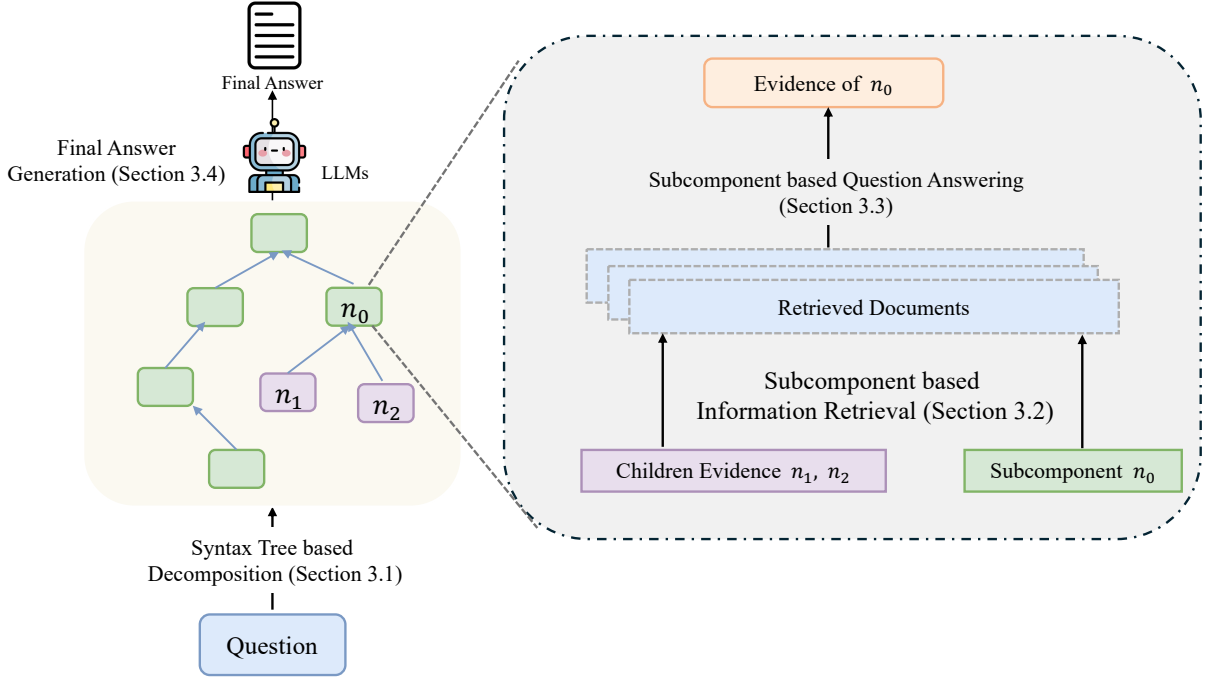 Final Answer
Final Answer
Generation (Section 3.4)
LLMs
n₀
n₁
n₂
Syntax Tree based
Decomposition (Section 3.1)
Question
Evidence of n₀
Subcomponent based Question Answering
(Section 3.3)
Retrieved Documents
Subcomponent based
Information Retrieval (Section 3.2)
Children Evidence n₁, n₂
Subcomponent n₀